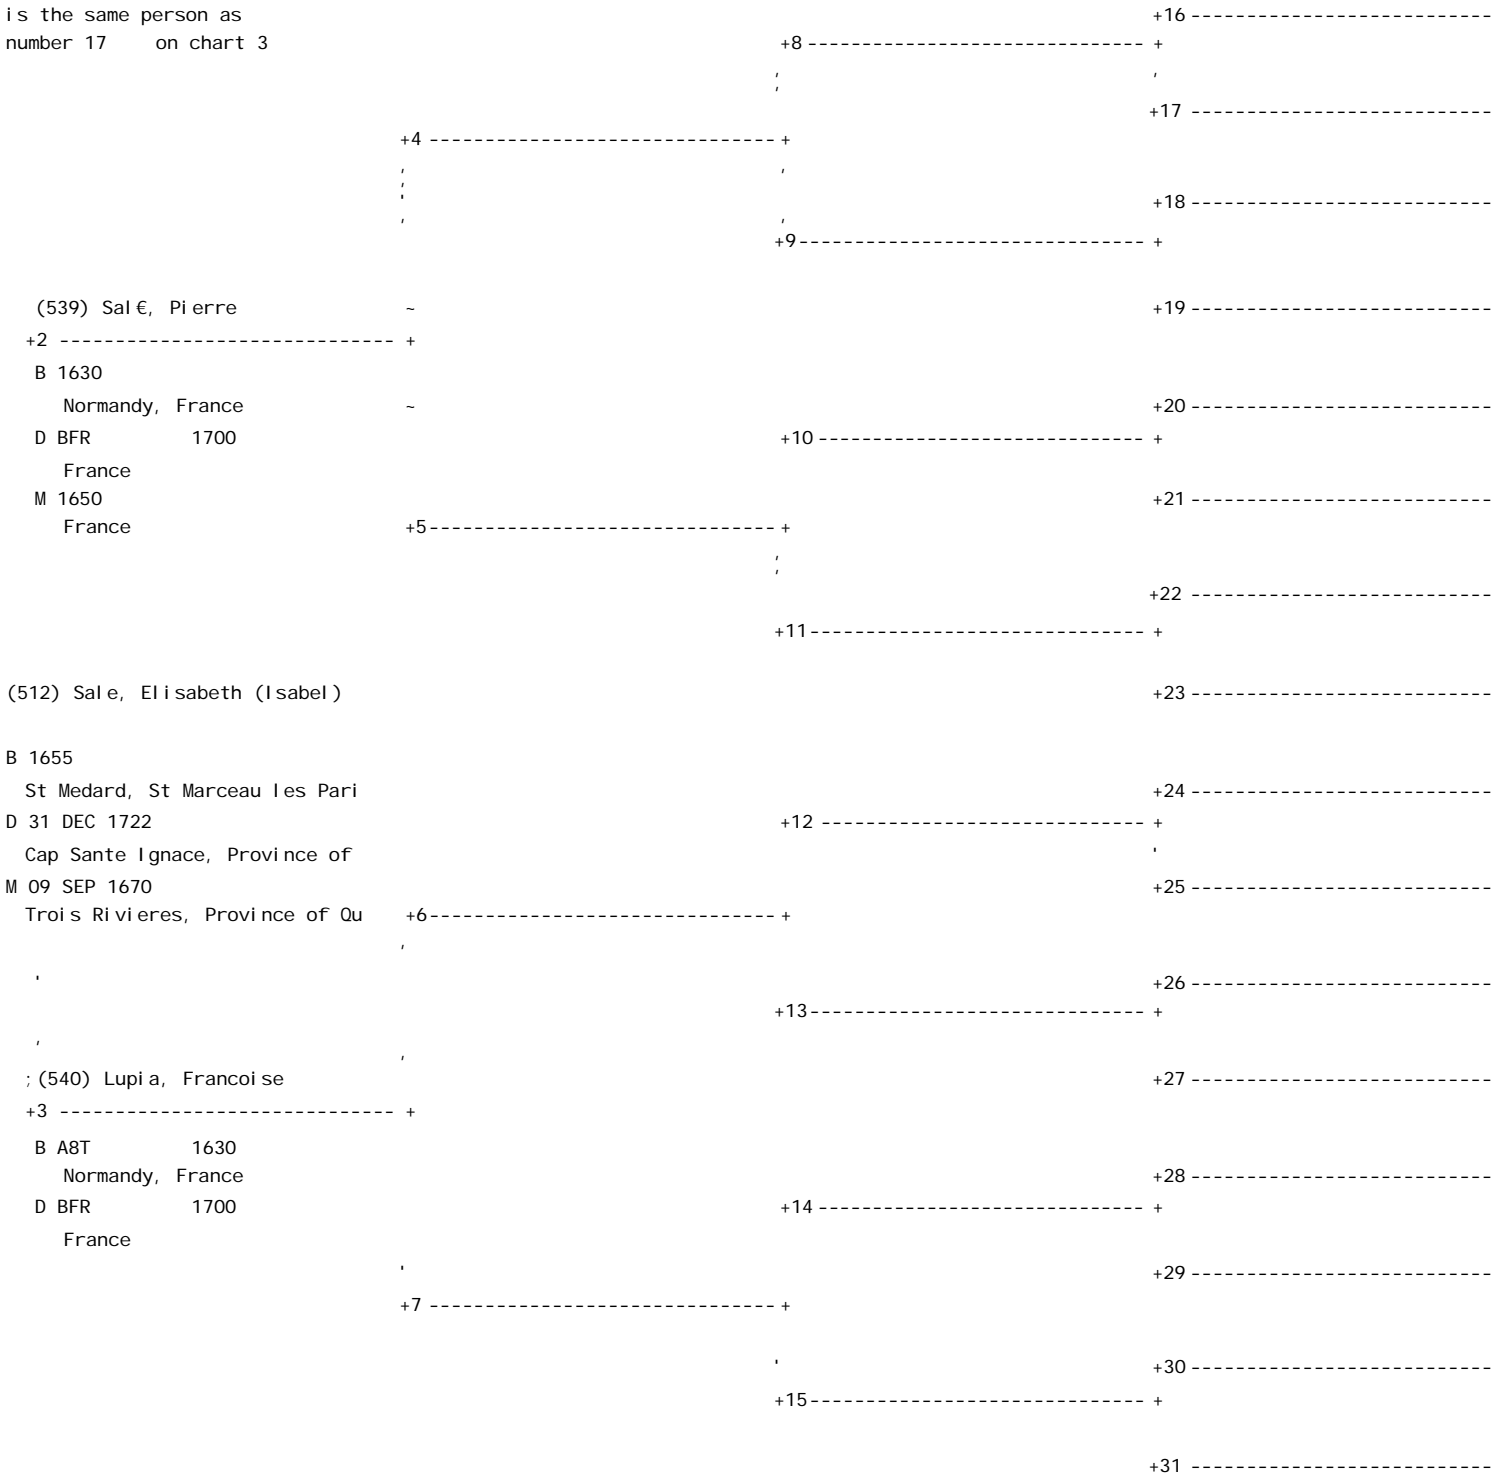 is the same person as
+16 ---------------------------
number 17 on chart 3
+8 ------------------------------- +
+17 ---------------------------
+4 ------------------------------- +
+18 ---------------------------
+9 ------------------------------- +
(539) Sal€, Pierre ~
+19 ---------------------------
+2 ------------------------------ +
B 1630
Normandy, France ~
+20 ---------------------------
D BFR 1700
+10 ----------------------------- +
France
M 1650
+21 ---------------------------
France
+5 ------------------------------- +
+22 ---------------------------
+11 ------------------------------ +
(512) Sale, Elisabeth (Isabel)
+23 ---------------------------
B 1655
St Medard, St Marceau les Pari
+24 ---------------------------
D 31 DEC 1722
+12 ----------------------------- +
Cap Sante Ignace, Province of '
M 09 SEP 1670
+25 ---------------------------
Trois Rivieres, Province of Qu
+6 ------------------------------- +
+26 ---------------------------
+13 ------------------------------ +
;(540) Lupia, Francoise
+27 ---------------------------
+3 ------------------------------ +
B A8T 1630
Normandy, France
+28 ---------------------------
D BFR 1700
+14 ----------------------------- +
France
+29 ---------------------------
+7 ------------------------------- +
+30 ---------------------------
+15 ------------------------------ +
+31 ---------------------------